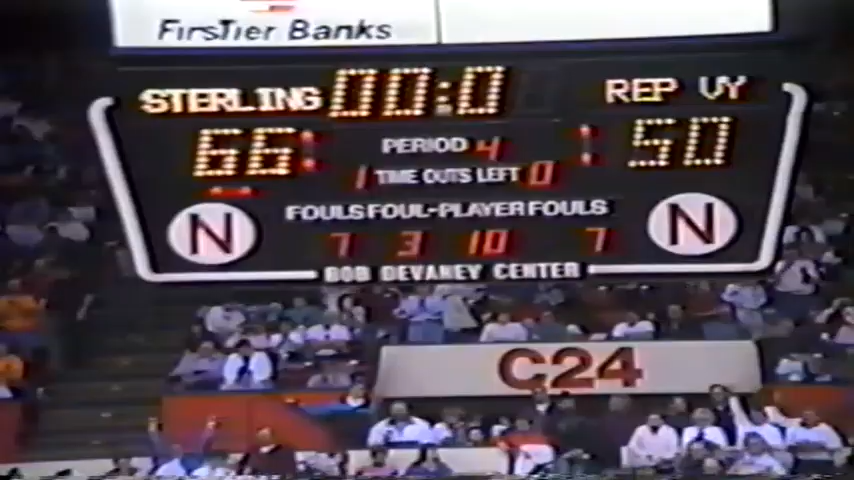 FIRSTIER BANKS
STERLING 00:0 REP VY
66 PERIOD 4 50
1 TIME OUTS LEFT 0
FOULS FOUL-PLAYER FOULS
7 3 10 7
N N
BOB DEVANEY CENTER
C24